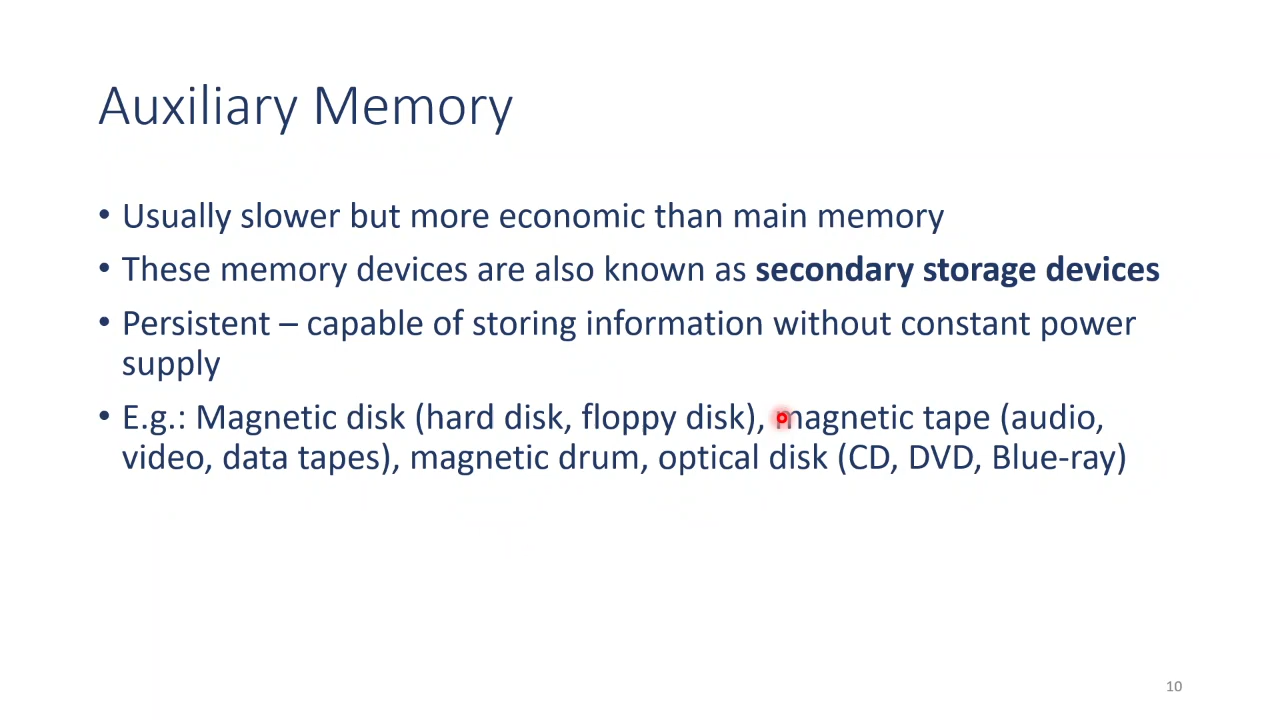 Auxiliary Memory
• Usually slower but more economic than main memory
• These memory devices are also known as secondary storage devices
• Persistent – capable of storing information without constant power
supply
• E.g.: Magnetic disk (hard disk, floppy disk), magnetic tape (audio,
video, data tapes), magnetic drum, optical disk (CD, DVD, Blue-ray)
10